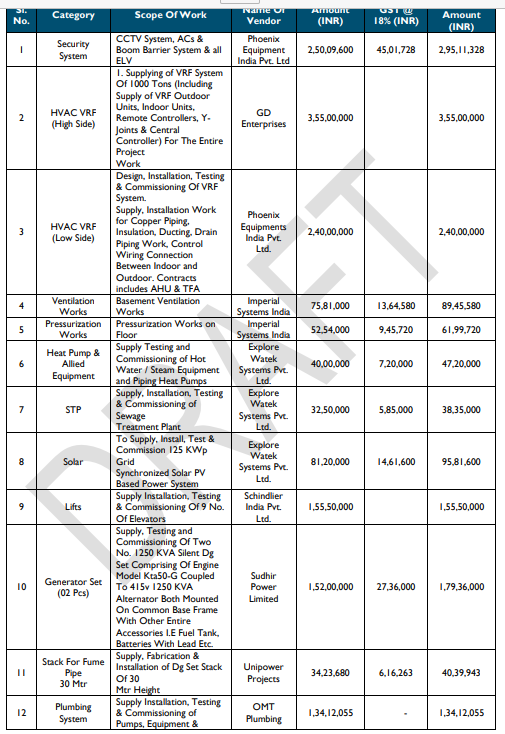 Sl. No. | Category | Scope Of Work | Name Of Vendor | Amount (INR) | GST @ 18% (INR) | Amount (INR)
1 | Security System | CCTV System, ACs & Boom Barrier System & all ELV | Phoenix Equipment India Pvt. Ltd | 2,50,09,600 | 45,01,728 | 2,95,11,328
2 | HVAC VRF (High Side) | 1. Supplying of VRF System Of 1000 Tons (Including Supply of VRF Outdoor Units, Indoor Units, Remote Controllers, Y-Joints & Central Controller) For The Entire Project Work | GD Enterprises | 3,55,00,000 | | 3,55,00,000
3 | HVAC VRF (Low Side) | Design, Installation, Testing & Commissioning Of VRF System. Supply, Installation Work for Copper Piping, Insulation, Ducting, Drain Piping Work, Control Wiring Connection Between Indoor and Outdoor. Contracts includes AHU & TFA | Phoenix Equipments India Pvt. Ltd. | 2,40,00,000 | | 2,40,00,000
4 | Ventilation Works | Basement Ventilation Works | Imperial Systems India | 75,81,000 | 13,64,580 | 89,45,580
5 | Pressurization Works | Pressurization Works on Floor | Imperial Systems India | 52,54,000 | 9,45,720 | 61,99,720
6 | Heat Pump & Allied Equipment | Supply Testing and Commissioning of Hot Water / Steam Equipment and Piping Heat Pumps | Explore Watek Systems Pvt. Ltd. | 40,00,000 | 7,20,000 | 47,20,000
7 | STP | Supply, Installation, Testing & Commissioning of Sewage Treatment Plant | Explore Watek Systems Pvt. Ltd. | 32,50,000 | 5,85,000 | 38,35,000
8 | Solar | To Supply, Install, Test & Commission 125 KWp Grid Synchronized Solar PV Based Power System | Explore Watek Systems Pvt. Ltd. | 81,20,000 | 14,61,600 | 95,81,600
9 | Lifts | Supply Installation, Testing & Commissioning Of 9 No. Of Elevators | Schindlier India Pvt. Ltd. | 1,55,50,000 | | 1,55,50,000
10 | Generator Set (02 Pcs) | Supply, Testing and Commissioning Of Two No. 1250 KVA Silent Dg Set Comprising Of Engine Model Kta50-G Coupled To 415v 1250 KVA Alternator Both Mounted On Common Base Frame With Other Entire Accessories I.E Fuel Tank, Batteries With Lead Etc. | Sudhir Power Limited | 1,52,00,000 | 27,36,000 | 1,79,36,000
11 | Stack For Fume Pipe 30 Mtr | Supply, Fabrication & Installation of Dg Set Stack Of 30 Mtr Height | Unipower Projects | 34,23,680 | 6,16,263 | 40,39,943
12 | Plumbing System | Supply Installation, Testing & Commissioning of Pumps, Equipment & | OMT Plumbing | 1,34,12,055 | - | 1,34,12,055
DRAFT